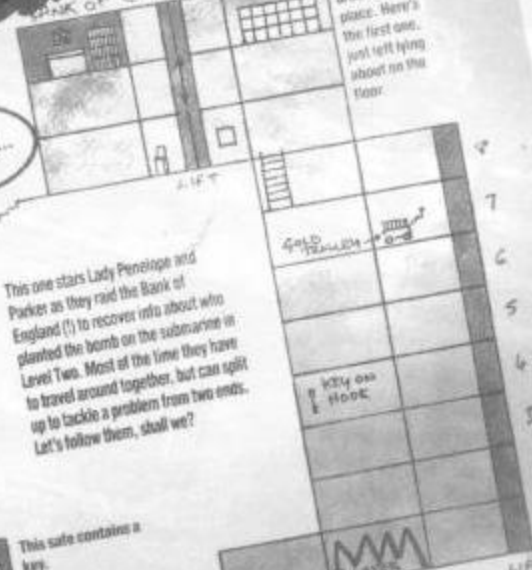 BANK OF
place. Here's
the first one,
just left lying
about on the
floor.
LIFT
8
7
GOLD
TROLLEY
6
5
4
KEY ON
HOOK
This one stars Lady Penelope and
Parker as they raid the Bank of
England (!) to recover info about who
planted the bomb on the submarine in
Level Two. Most of the time they have
to travel around together, but can split
up to tackle a problem from two ends.
Let's follow them, shall we?
This safe contains a
key.